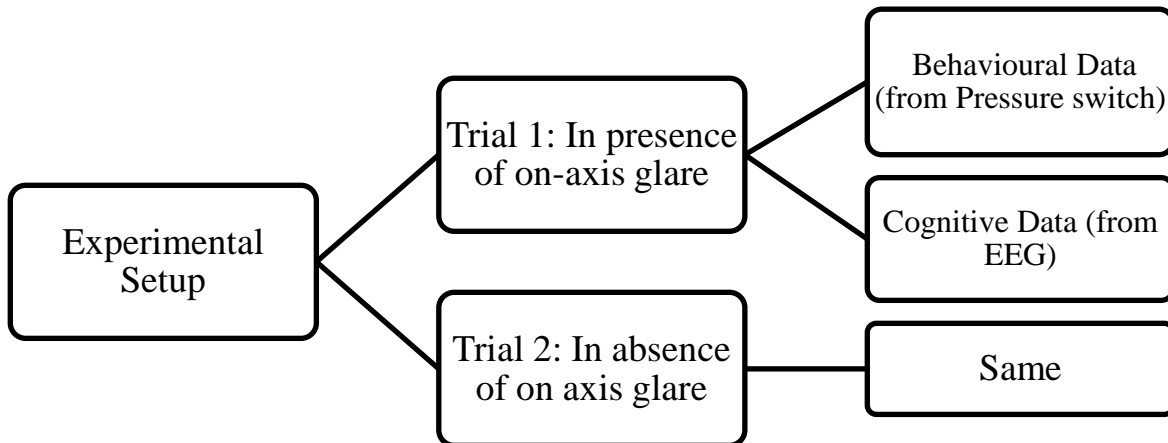 Experimental
Setup
Trial 1: In presence
of on-axis glare
Behavioural Data
(from Pressure switch)
Cognitive Data (from
EEG)
Trial 2: In absence
of on axis glare
Same